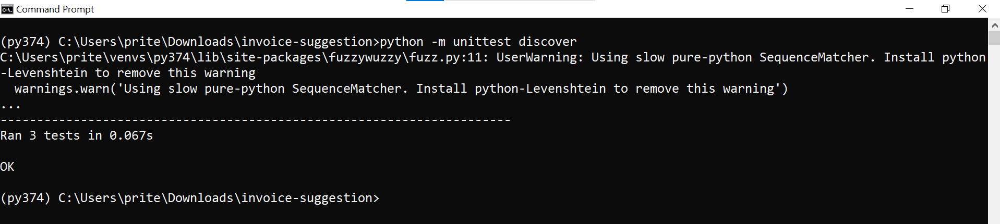 Command Prompt
(py374) C:\Users\prite\Downloads\invoice-suggestion>python -m unittest discover
C:\Users\prite\venvs\py374\lib\site-packages\fuzzywuzzy\fuzz.py:11: UserWarning: Using slow pure-python SequenceMatcher. Install python
-Levenshtein to remove this warning
  warnings.warn('Using slow pure-python SequenceMatcher. Install python-Levenshtein to remove this warning')
...
----------------------------------------------------------------------
Ran 3 tests in 0.067s
OK
(py374) C:\Users\prite\Downloads\invoice-suggestion>